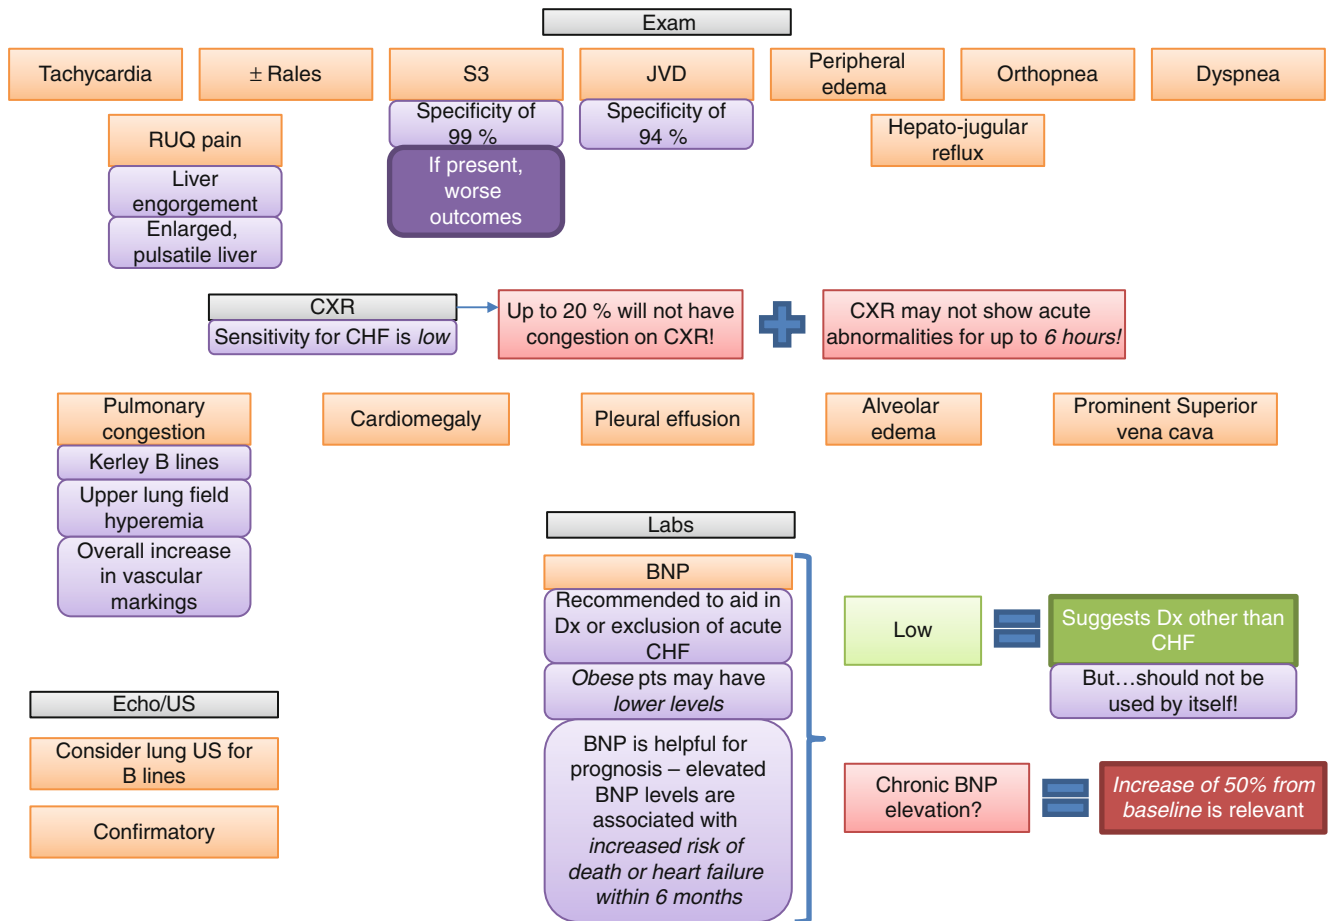 Exam
Tachycardia
± Rales
S3
JVD
Peripheral
edema
Orthopnea
Dyspnea
Specificity of
99 %
Specificity of
94 %
If present,
worse
outcomes
RUQ pain
Liver
engorgement
Enlarged,
pulsatile liver
Hepato-jugular
reflux
CXR
Sensitivity for CHF is low
Up to 20 % will not have
congestion on CXR!
CXR may not show acute
abnormalities for up to 6 hours!
Pulmonary
congestion
Kerley B lines
Upper lung field
hyperemia
Overall increase
in vascular
markings
Cardiomegaly
Pleural effusion
Alveolar
edema
Prominent Superior
vena cava
Labs
BNP
Recommended to aid in
Dx or exclusion of acute
CHF
Obese pts may have
lower levels
BNP is helpful for
prognosis – elevated
BNP levels are
associated with
increased risk of
death or heart failure
within 6 months
Low
Suggests Dx other than
CHF
But…should not be
used by itself!
Chronic BNP
elevation?
Increase of 50% from
baseline is relevant
Echo/US
Consider lung US for
B lines
Confirmatory